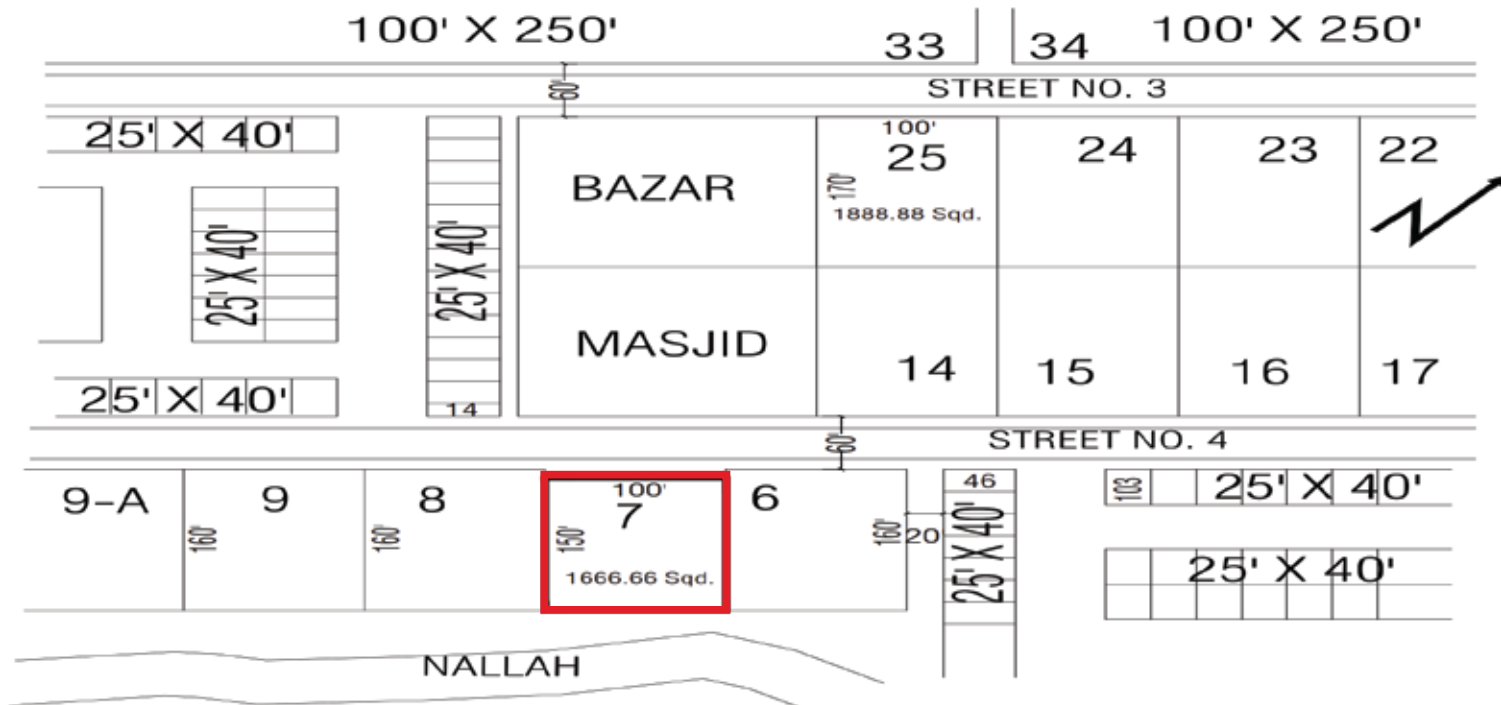 100' X 250'
33
34
100' X 250'
STREET NO. 3
60'
25' X 40'
100'
25
24
23
22
BAZAR
170'
1888.88 Sqd.
25' X 40'
25' X 40'
MASJID
14
15
16
17
25' X 40'
14
60'
STREET NO. 4
9-A
9
8
100'
7
6
46
103
25' X 40'
160'
160'
150'
160'
20'
25' X 40'
1666.66 Sqd.
25' X 40'
NALLAH